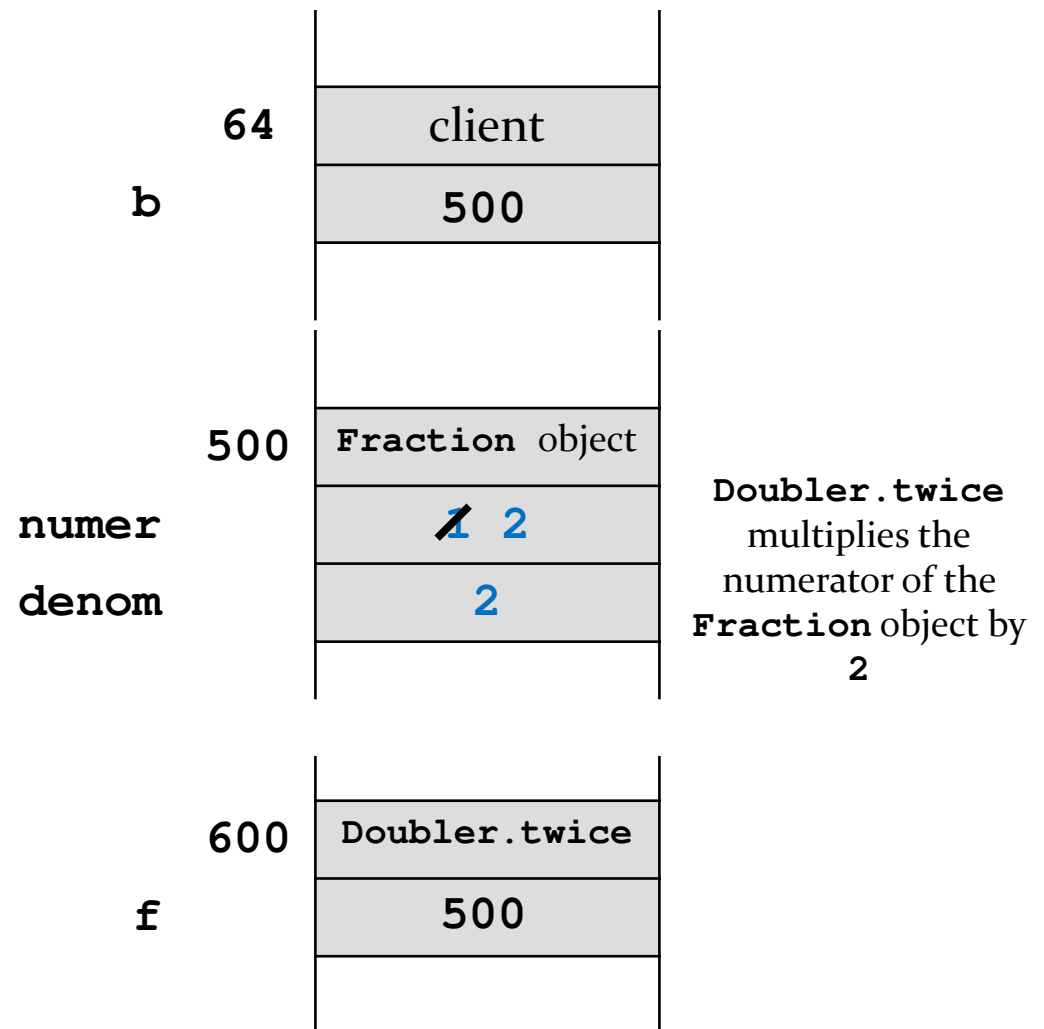 64 client
b 500
500 Fraction object
numer 1 2
denom 2
Doubler.twice
multiplies the
numerator of the
Fraction object by
2
600 Doubler.twice
f 500